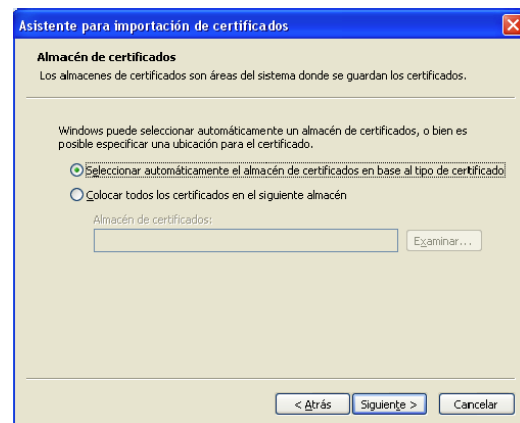 Asistente para importación de certificados
Almacén de certificados
Los almacenes de certificados son áreas del sistema donde se guardan los certificados.
Windows puede seleccionar automáticamente un almacén de certificados, o bien es
posible especificar una ubicación para el certificado.
Seleccionar automáticamente el almacén de certificados en base al tipo de certificado
Colocar todos los certificados en el siguiente almacén
Almacén de certificados:
Examinar...
< Atrás
Siguiente >
Cancelar